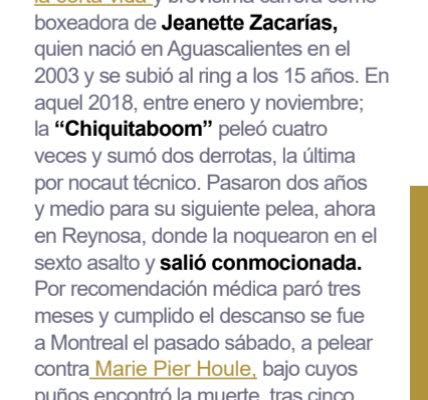 la corta vida y brevísima carrera como
boxeadora de Jeanette Zacarías,
quien nació en Aguascalientes en el
2003 y se subió al ring a los 15 años. En
aquel 2018, entre enero y noviembre;
la “Chiquitaboom” peleó cuatro
veces y sumó dos derrotas, la última
por nocaut técnico. Pasaron dos años
y medio para su siguiente pelea, ahora
en Reynosa, donde la noquearon en el
sexto asalto y salió conmocionada.
Por recomendación médica paró tres
meses y cumplido el descanso se fue
a Montreal el pasado sábado, a pelear
contra Marie Pier Houle, bajo cuyos
puños encontró la muerte, tras cinco